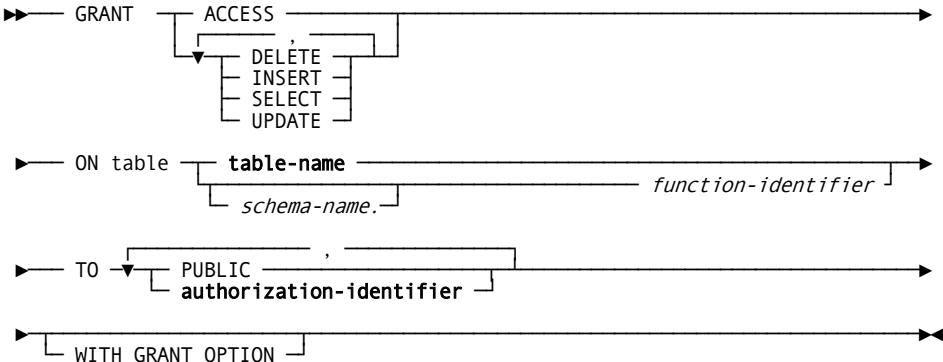 GRANT ACCESS
,
DELETE
INSERT
SELECT
UPDATE
ON table table-name
function-identifier
schema-name.
,
TO PUBLIC
authorization-identifier
WITH GRANT OPTION